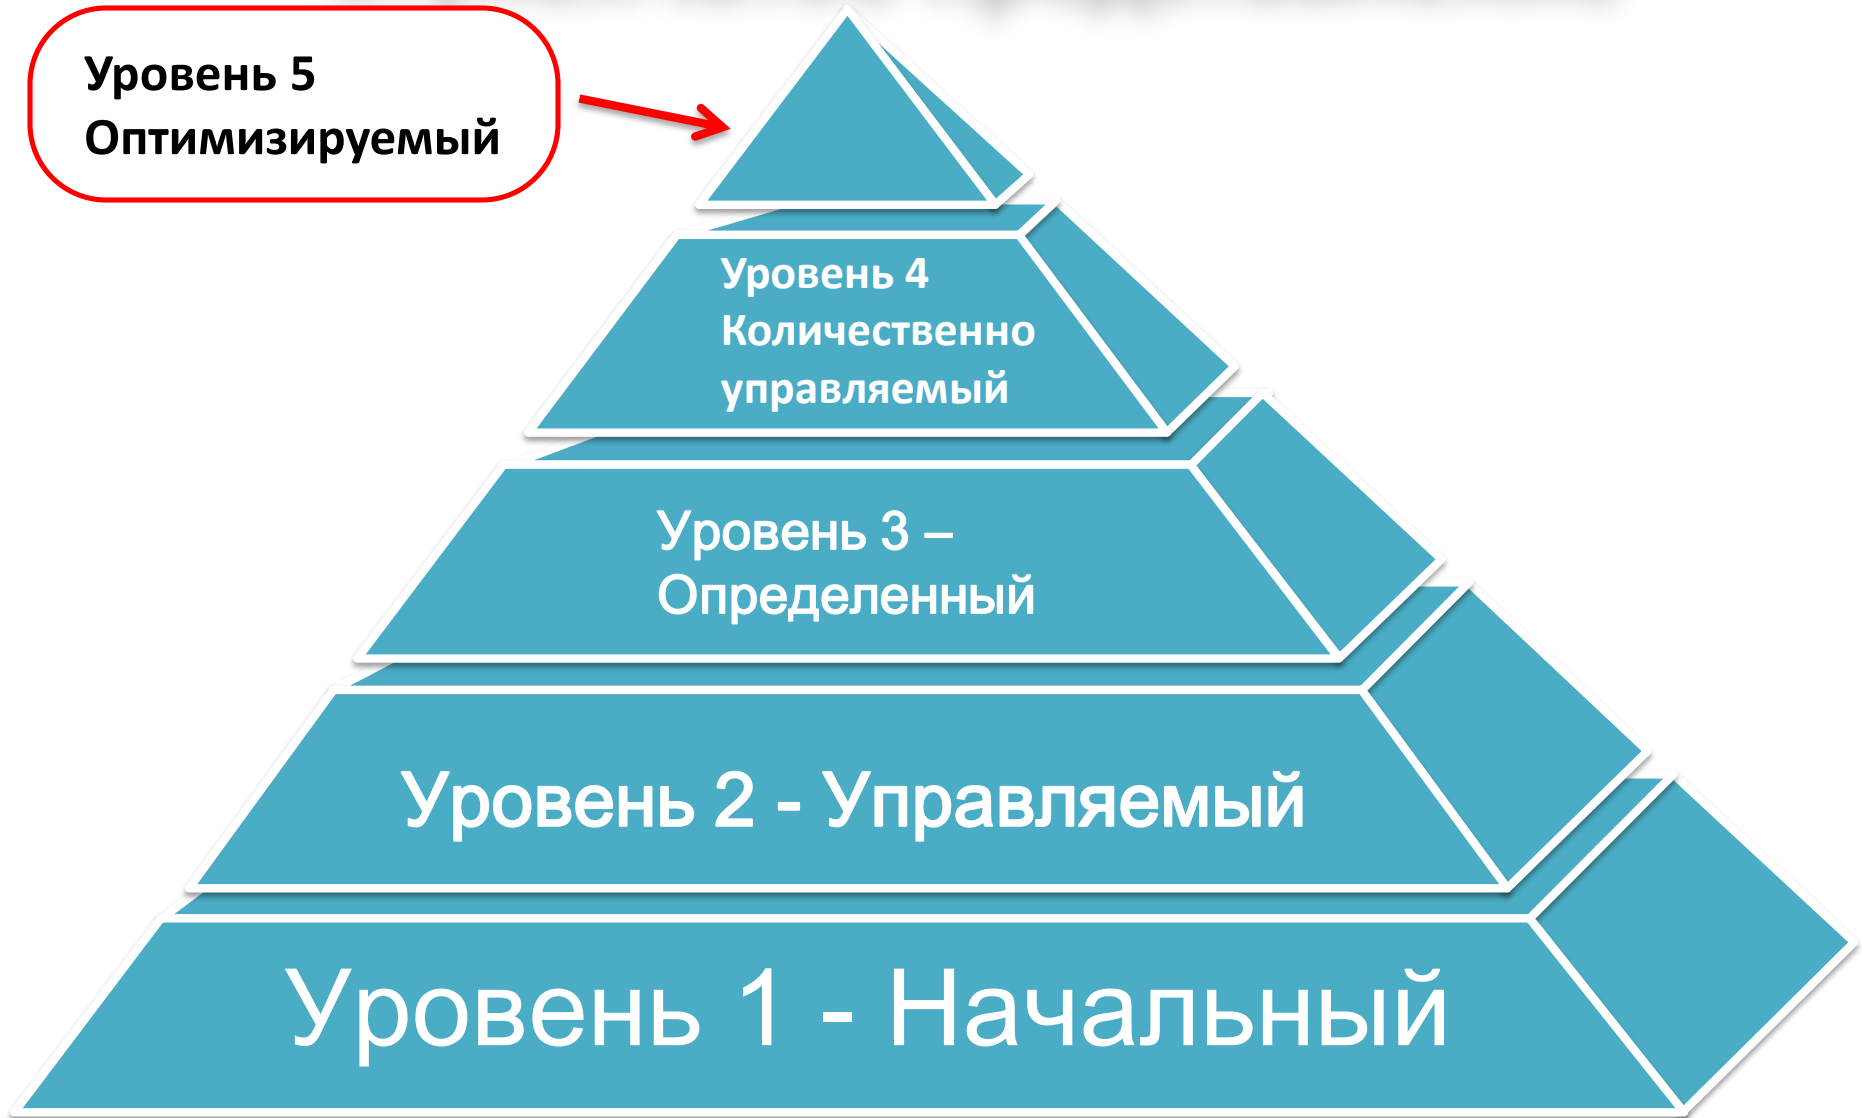 Уровень 5
Оптимизируемый
Уровень 4
Количественно
управляемый
Уровень 3 –
Определенный
Уровень 2 - Управляемый
Уровень 1 - Начальный